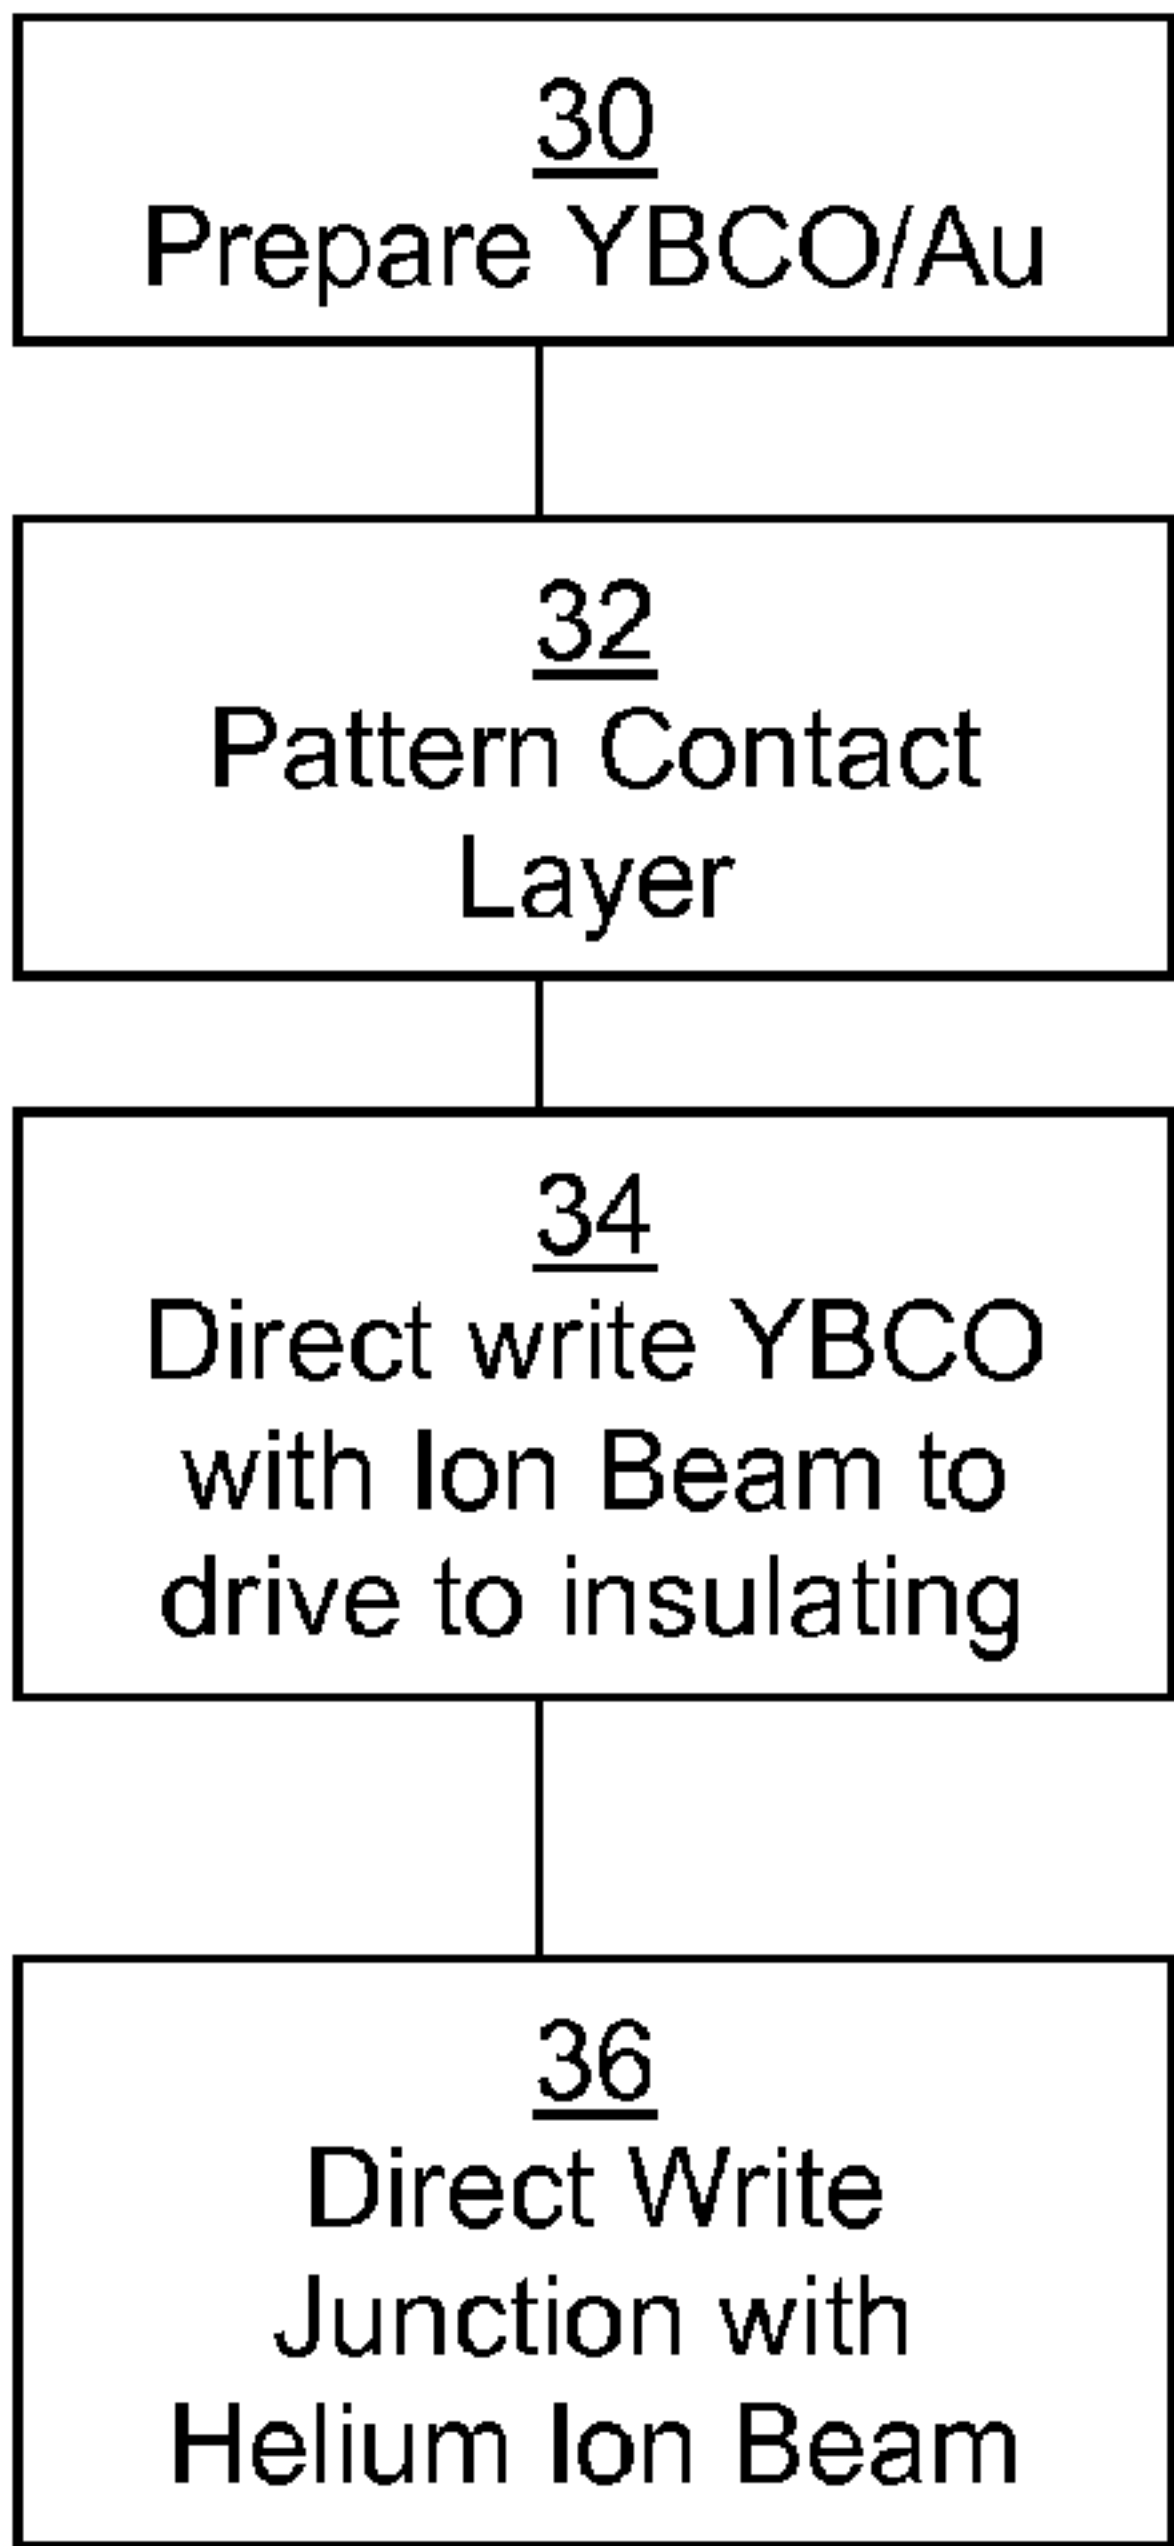 30
Prepare YBCO/Au
32
Pattern Contact
Layer
34
Direct write YBCO
with Ion Beam to
drive to insulating
36
Direct Write
Junction with
Helium Ion Beam